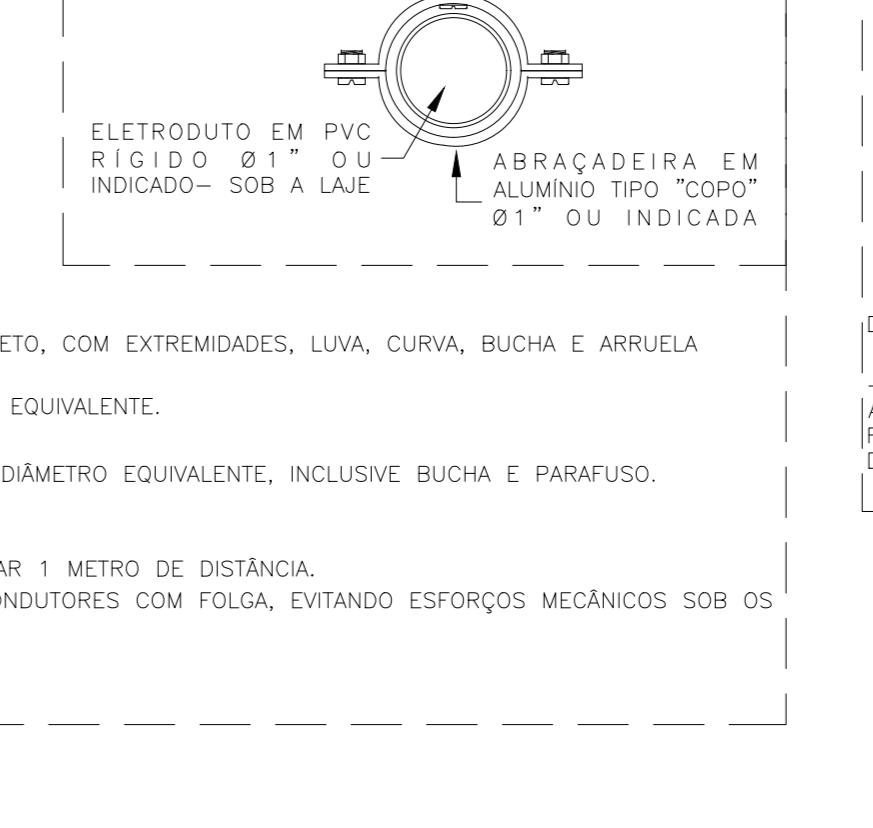 ELETRODUTO EM PVC
RÍGIDO Ø1" OU
INDICADO- SOB A LAJE
ABRAÇADEIRA EM
ALUMÍNIO TIPO "COPO"
Ø1" OU INDICADA
ETO, COM EXTREMIDADES, LUVA, CURVA, BUCHA E ARRUELA
EQUIVALENTE.
DIÂMETRO EQUIVALENTE, INCLUSIVE BUCHA E PARAFUSO.
AR 1 METRO DE DISTÂNCIA.
ONDUTORES COM FOLGA, EVITANDO ESFORÇOS MECÂNICOS SOB OS